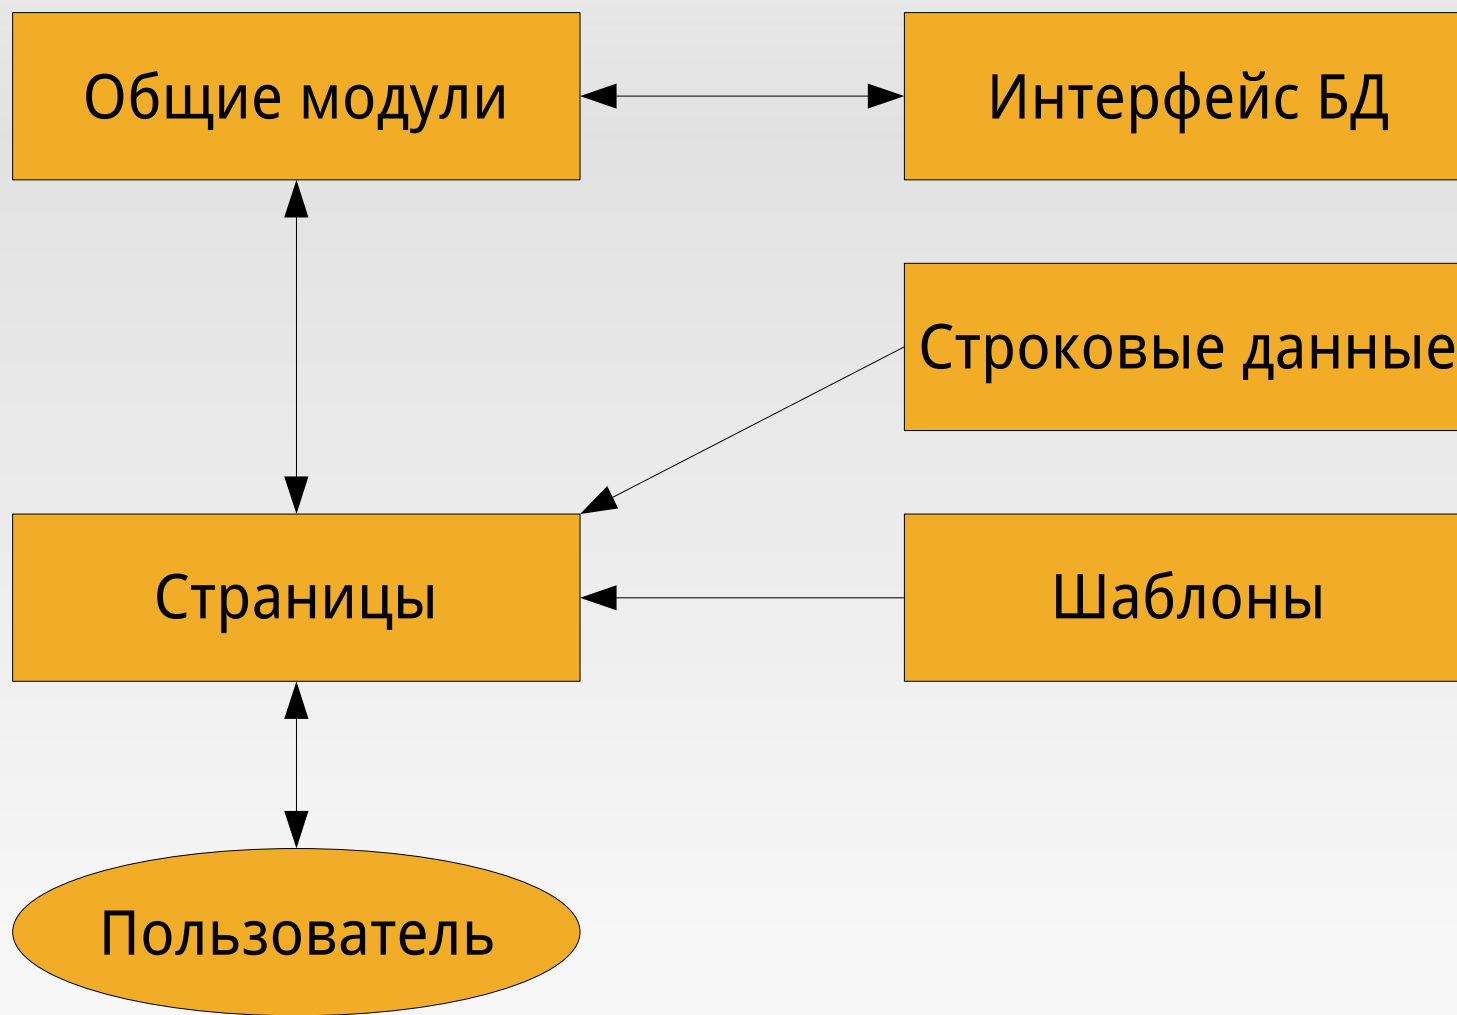 Общие модули
Интерфейс БД
Строковые данные
Страницы
Шаблоны
Пользователь